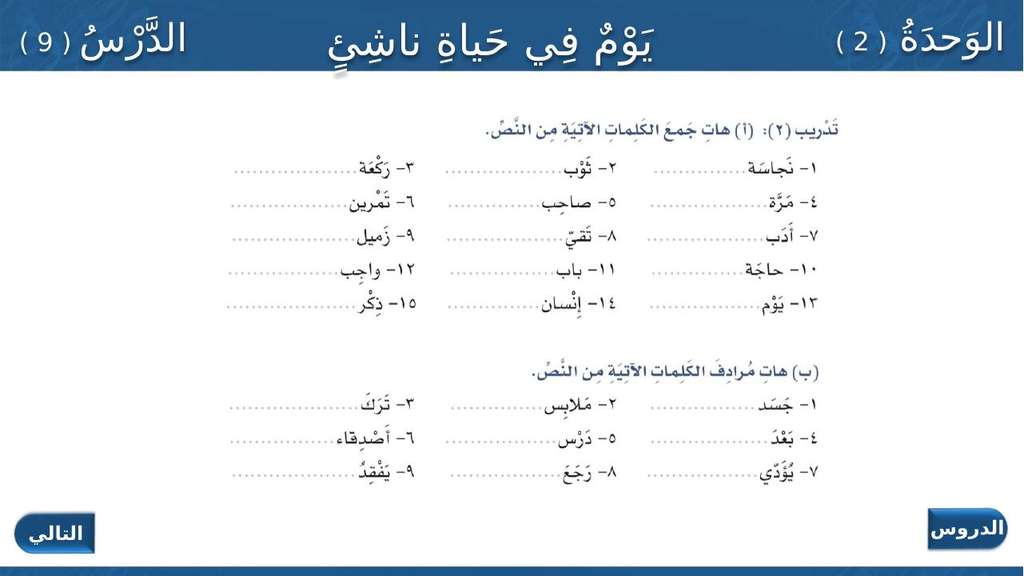 الوَحدَةُ ( 2 ) يَوْمٌ فِي حَياةِ ناشِئٍ الدَّرْسُ ( 9 )
تَدْريب (٢): (أ) هاتِ جَمعَ الكَلِماتِ الآتِيَةِ مِن النَّصِّ.
١- نَجاسَة ............... ٢- ثَوْب ................... ٣- رَكْعَة ....................
٤- مَرَّة ................... ٥- صاحِب ............... ٦- تَمْرين ...................
٧- أَدَب ................... ٨- تَقيّ ................... ٩- زَميل ....................
١٠- حاجَة ............... ١١- باب ................. ١٢- واجِب ..................
١٣- يَوْم .................. ١٤- إِنْسان ............... ١٥- ذِكْر .....................
(ب) هاتِ مُرادِفَ الكَلِماتِ الآتِيَةِ مِن النَّصِّ.
١- جَسَد ................. ٢- مَلابِس ............... ٣- تَرَكَ .....................
٤- بَعْدَ ................... ٥- دَرْس .................. ٦- أَصْدِقاء .................
٧- يُؤَدّي .................. ٨- رَجَعَ .................. ٩- يَفْقِدُ ....................
الدروس التالي